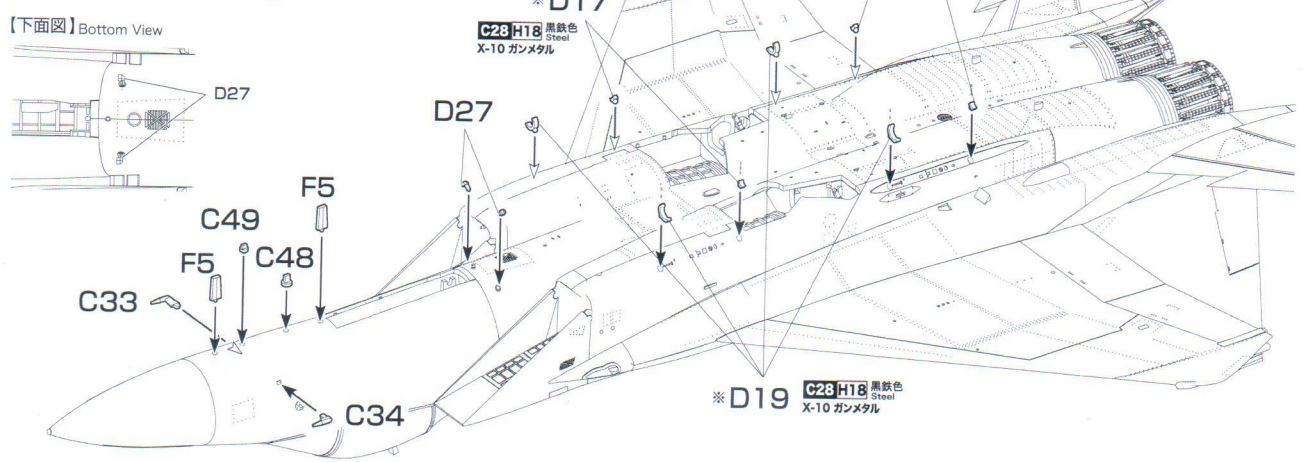 【下面図】Bottom View
D27
※D17
C28 H18 黒鉄色 Steel
X-10 ガンメタル
D27
F5
C49
F5
C48
C33
C34
※D19
C28 H18 黒鉄色 Steel
X-10 ガンメタル